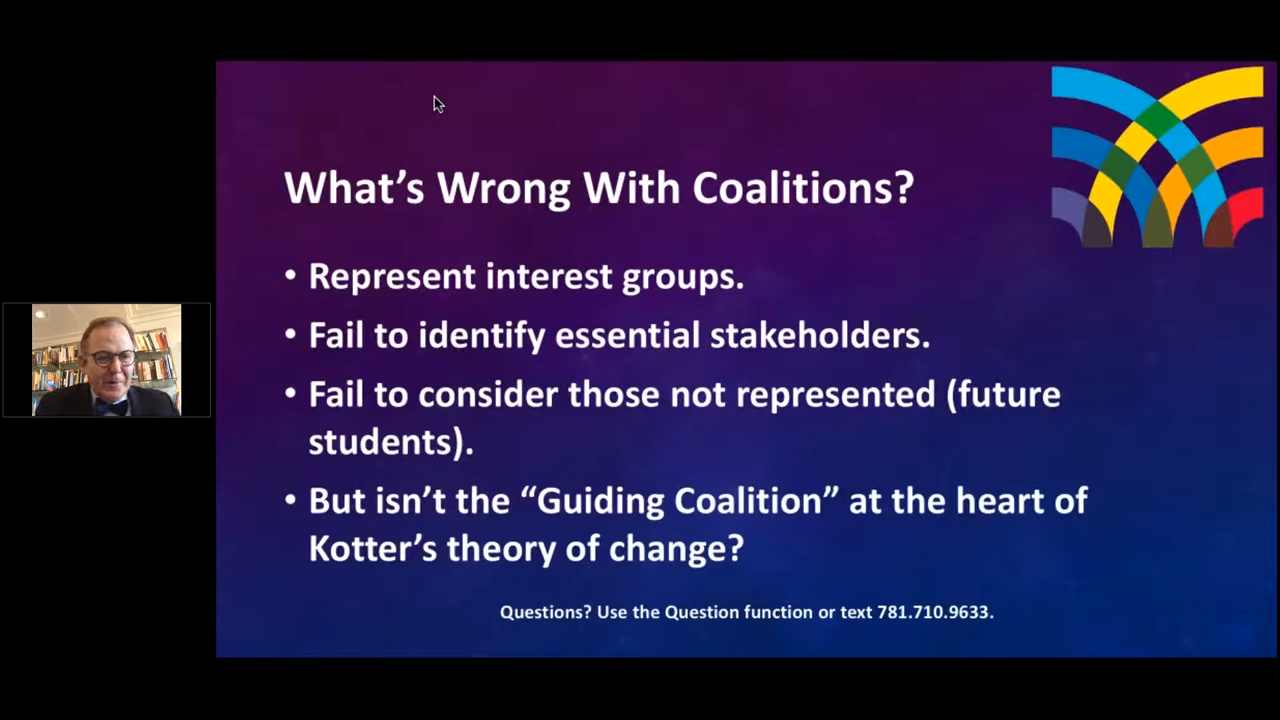 What’s Wrong With Coalitions?
• Represent interest groups.
• Fail to identify essential stakeholders.
• Fail to consider those not represented (future
students).
• But isn’t the “Guiding Coalition” at the heart of
Kotter’s theory of change?
Questions? Use the Question function or text 781.710.9633.